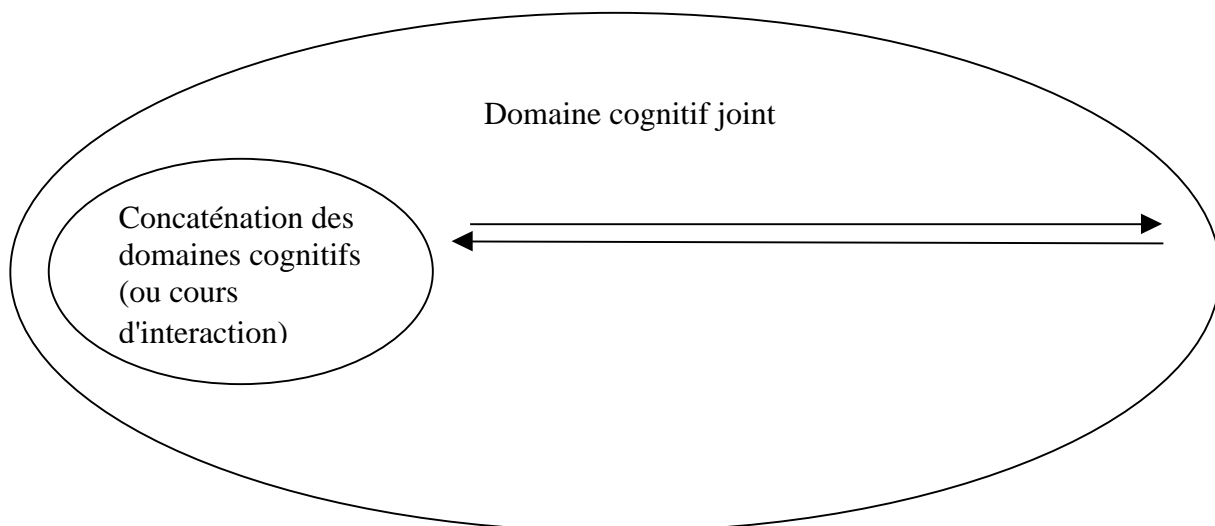 Domaine cognitif joint
Concaténation des
domaines cognitifs
(ou cours
d'interaction)